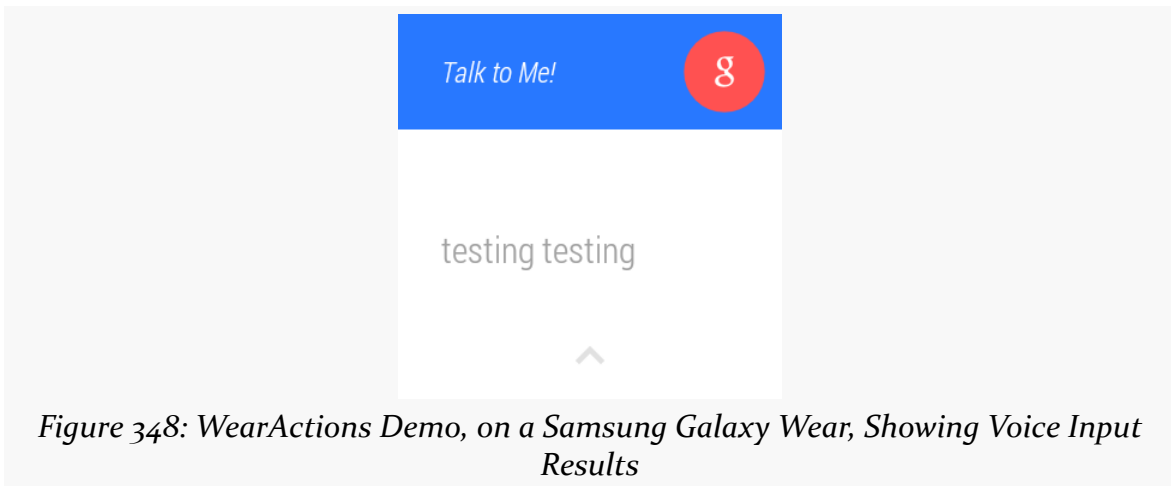 Talk to Me!
g
testing testing
Figure 348: WearActions Demo, on a Samsung Galaxy Wear, Showing Voice Input
Results